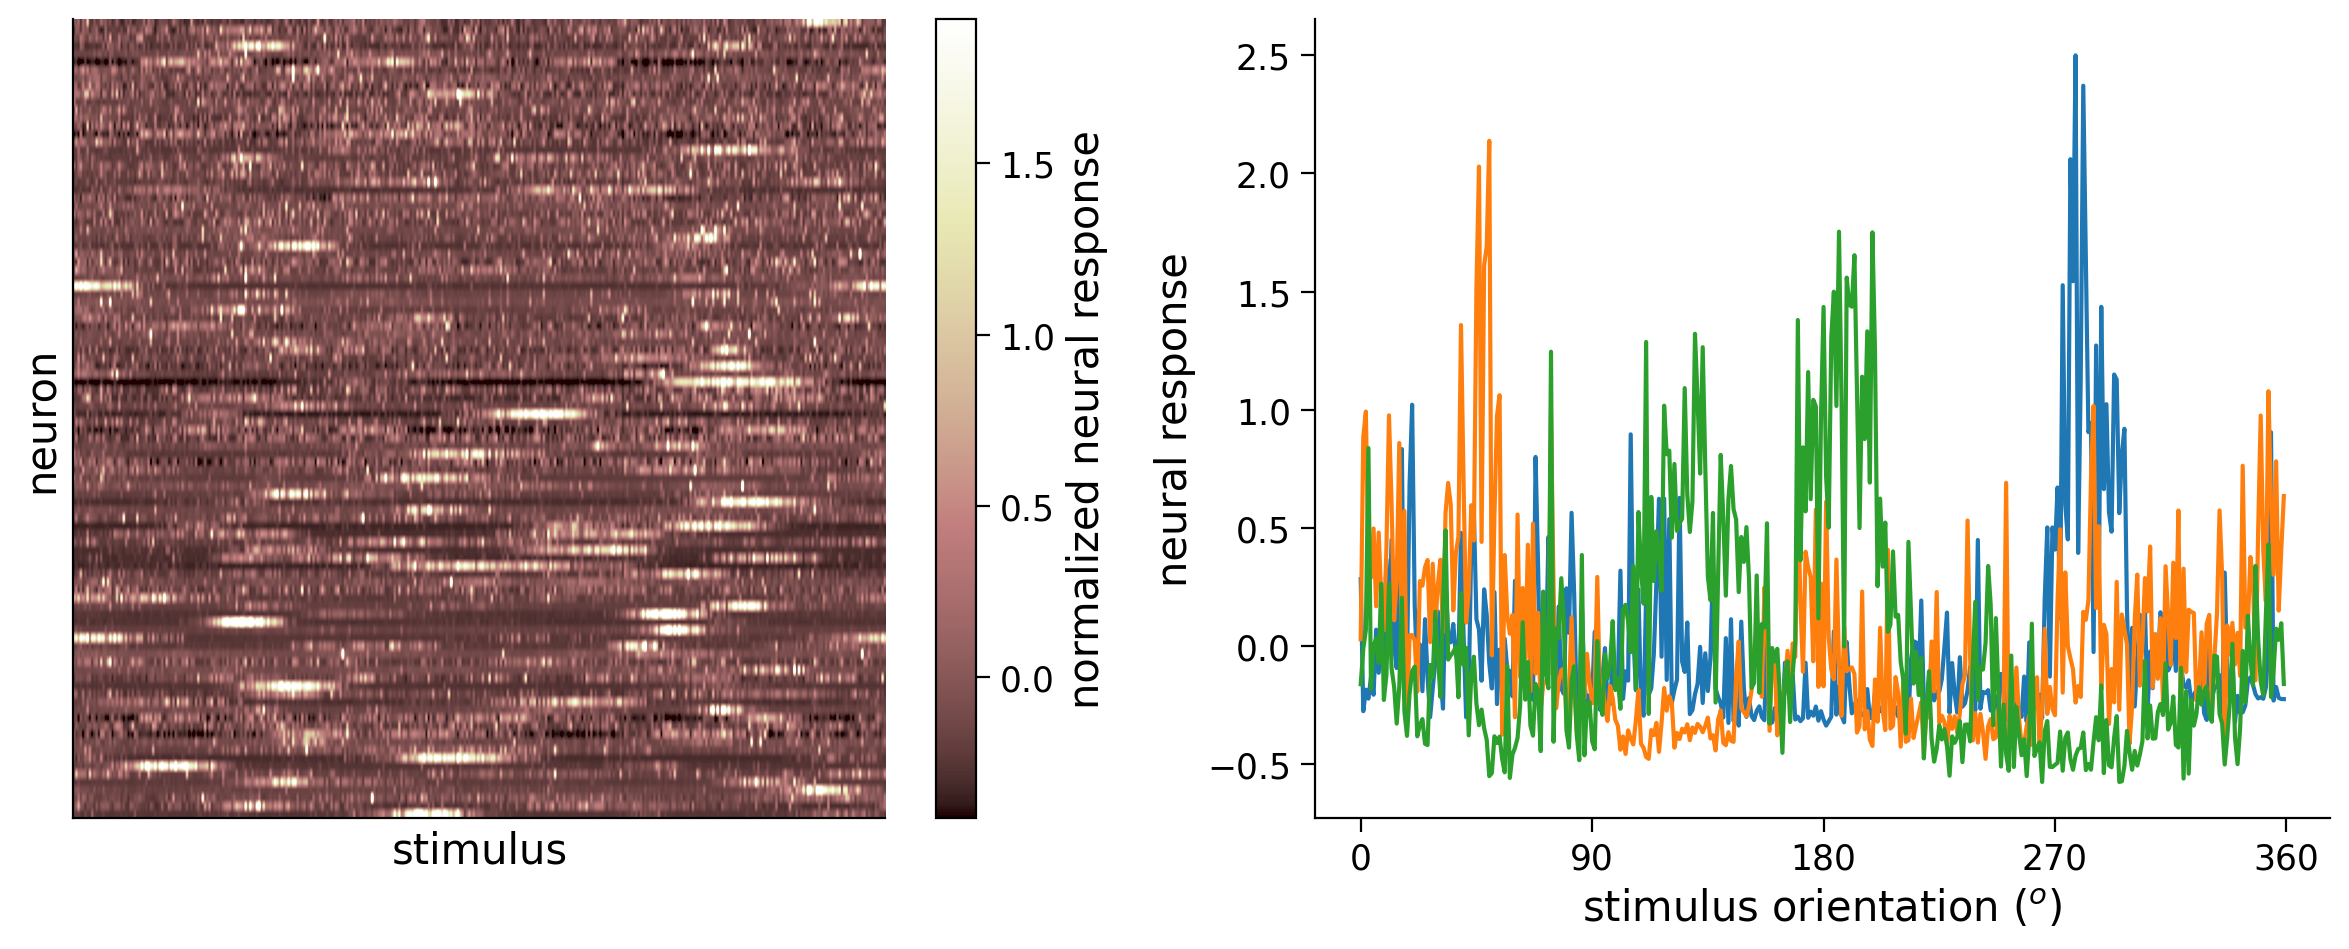 neuron
stimulus
1.5
1.0
0.5
0.0
normalized neural response
neural response
2.5
2.0
1.5
1.0
0.5
0.0
−0.5
0 90 180 270 360
stimulus orientation (o)